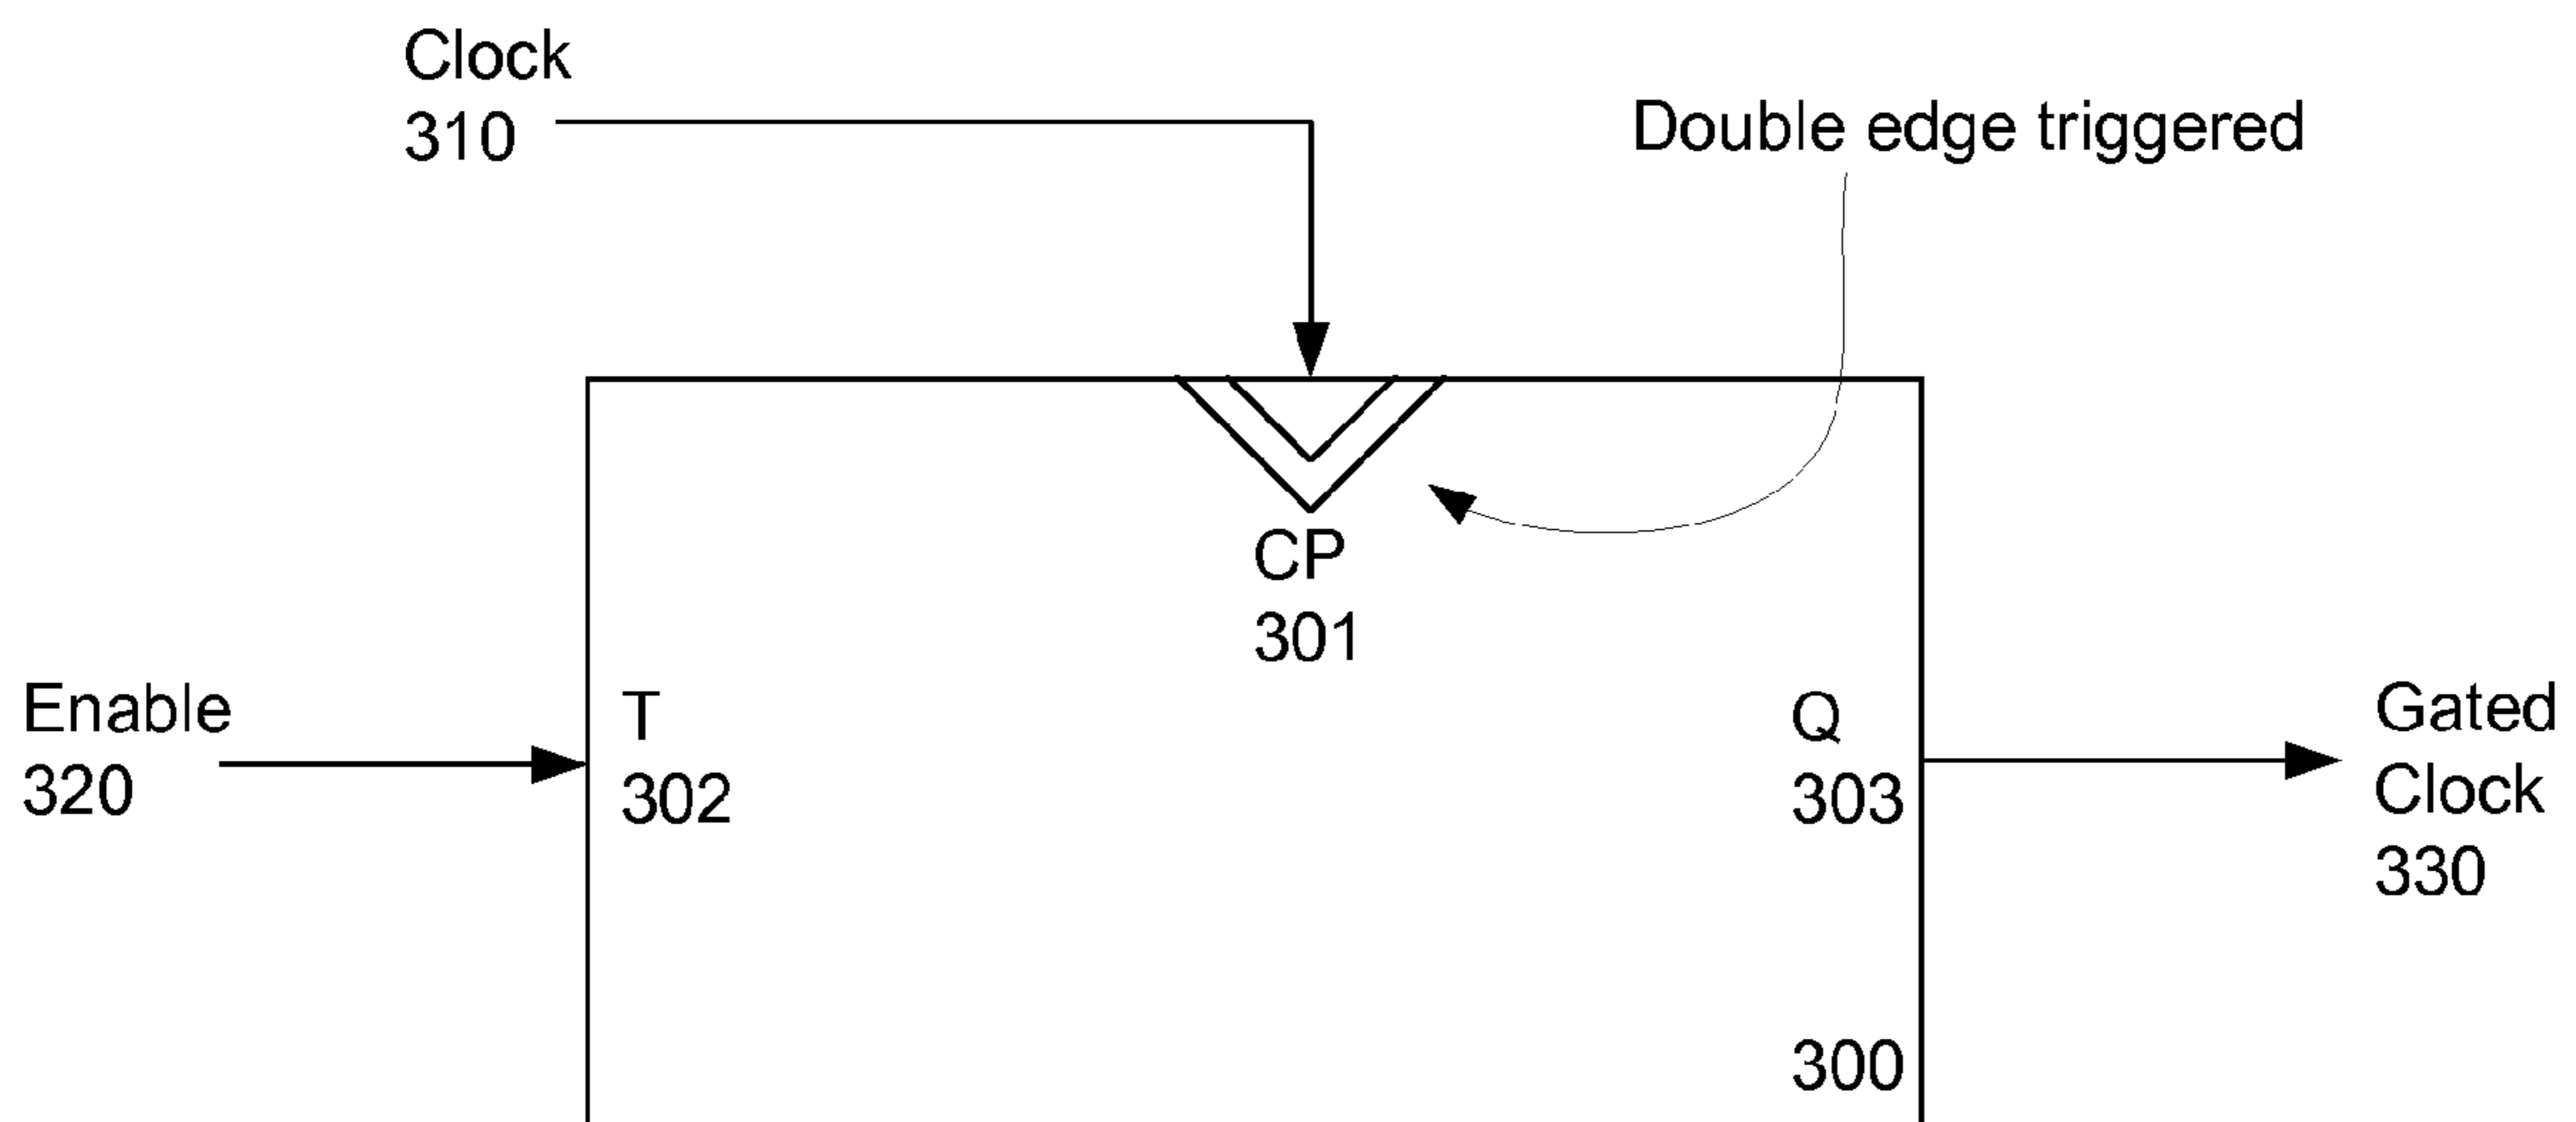 Clock
310
Double edge triggered
CP
301
Enable
320
T
302
Q
303
Gated
Clock
330
300